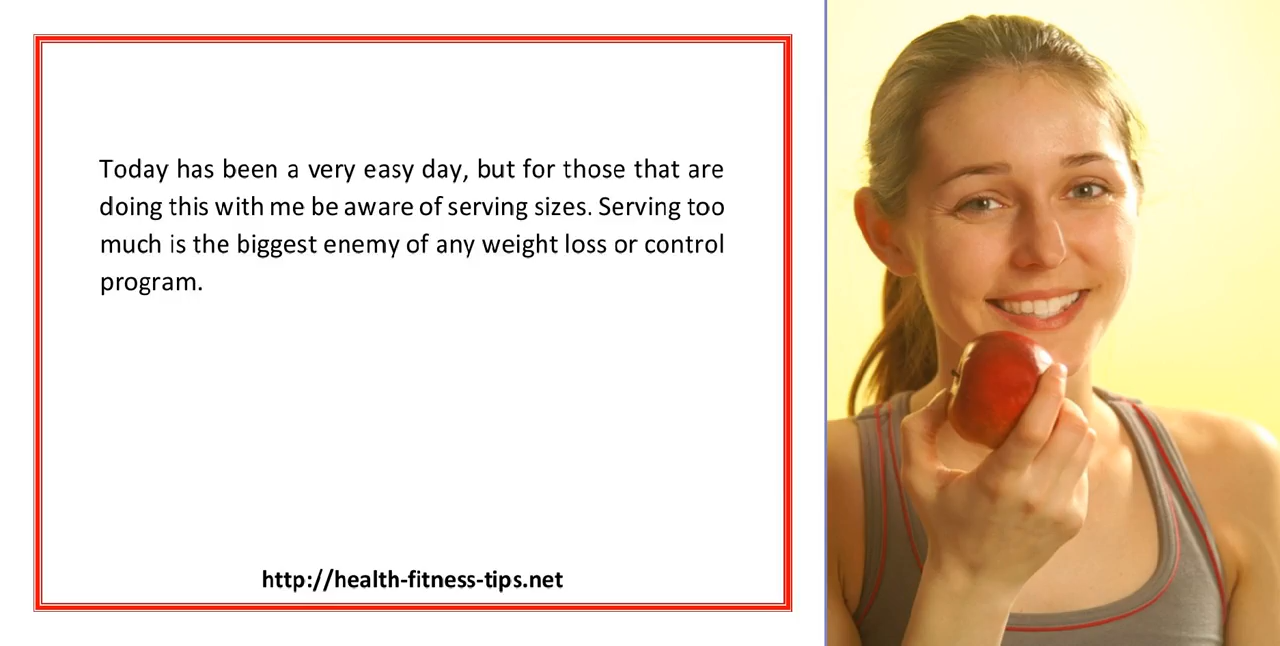 Today has been a very easy day, but for those that are
doing this with me be aware of serving sizes. Serving too
much is the biggest enemy of any weight loss or control
program.
http://health-fitness-tips.net